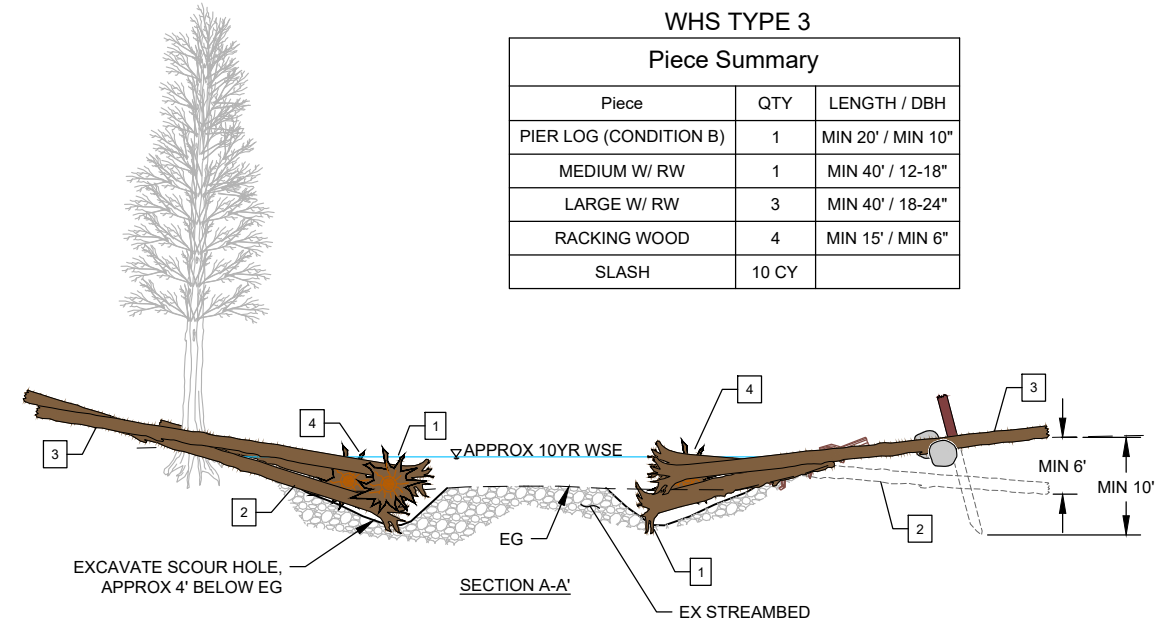 WHS TYPE 3
Piece Summary
Piece QTY LENGTH / DBH
PIER LOG (CONDITION B) 1 MIN 20' / MIN 10"
MEDIUM W/ RW 1 MIN 40' / 12-18"
LARGE W/ RW 3 MIN 40' / 18-24"
RACKING WOOD 4 MIN 15' / MIN 6"
SLASH 10 CY
4
1
APPROX 10YR WSE
4
3
3
MIN 6'
MIN 10'
2
2
EG
EXCAVATE SCOUR HOLE,
APPROX 4' BELOW EG
SECTION A-A'
1
EX STREAMBED